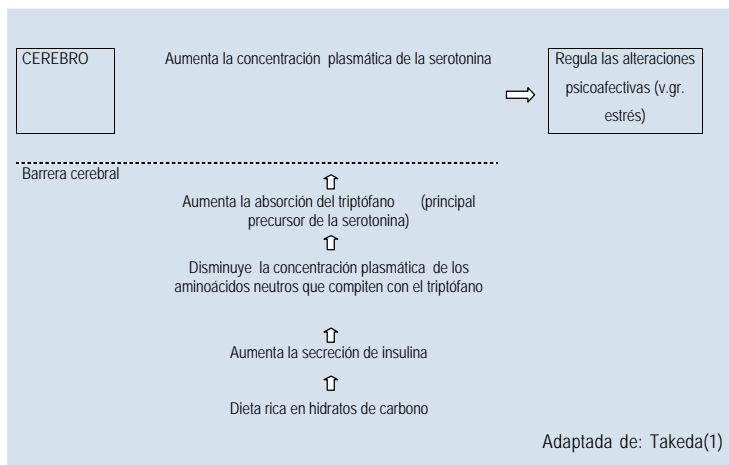 CEREBRO
Aumenta la concentración plasmática de la serotonina
Regula las alteraciones
psicoafectivas (v.gr.
estrés)
Barrera cerebral
Aumenta la absorción del triptófano (principal
precursor de la serotonina)
Disminuye la concentración plasmática de los
aminoácidos neutros que compiten con el triptófano
Aumenta la secreción de insulina
Dieta rica en hidratos de carbono
Adaptada de: Takeda(1)